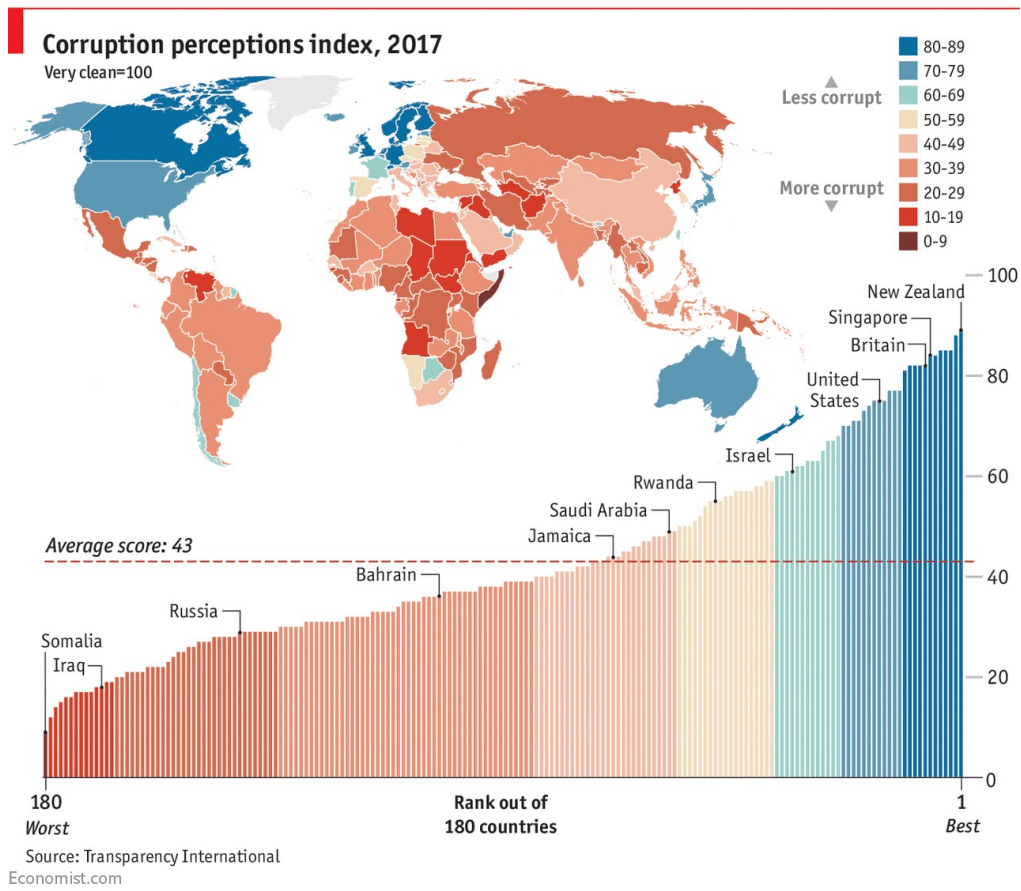 Corruption perceptions index, 2017
Very clean=100
80-89
70-79
60-69
50-59
40-49
30-39
20-29
10-19
0-9
Less corrupt
More corrupt
100
80
60
40
20
0
New Zealand
Singapore
Britain
United
States
Israel
Rwanda
Saudi Arabia
Jamaica
Average score: 43
Bahrain
Russia
Somalia
Iraq
180
Worst
Rank out of
180 countries
1
Best
Source: Transparency International
Economist.com